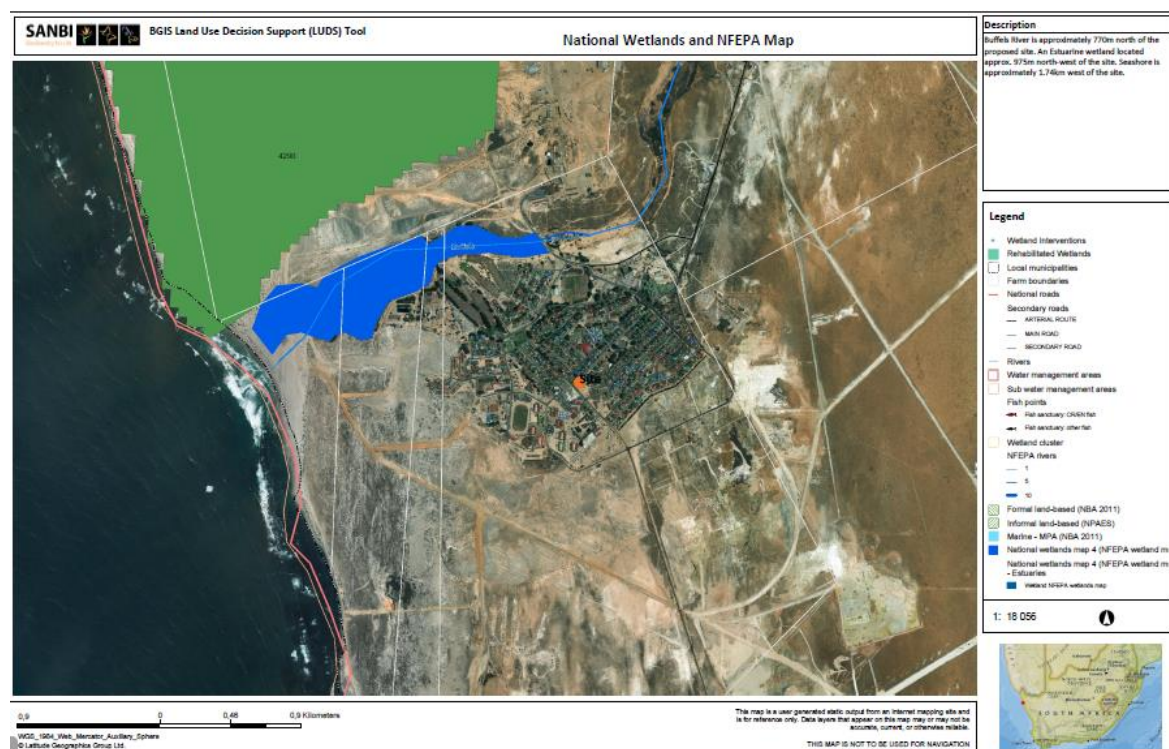 SANBI
BGIS Land Use Decision Support (LUDS) Tool
National Wetlands and NFEPA Map
Description
Buffels River is approximately 770m north of the
proposed site. An Estuarine wetland located
approx. 975m north-west of the site. Seashore is
approximately 1.74km west of the site.
Site
Legend
Wetland Interventions
Rehabilitated Wetlands
Local municipalities
Farm boundaries
National roads
Secondary roads
ARTERIAL ROUTE
MAIN ROAD
SECONDARY ROAD
Rivers
Water management areas
Sub water management areas
Fish points
Fish sanctuary: CR/EN fish
Fish sanctuary: other fish
Wetland cluster
NFEPA rivers
1
5
10
Formal land-based (NBA 2011)
Informal land-based (NPAES)
Marine - MPA (NBA 2011)
National wetlands map 4 (NFEPA wetland m
National wetlands map 4 (NFEPA wetland m
- Estuaries
Wetland NFEPA wetlands map
1: 18 056
SOUTH AFRICA
0,9 0 0,46 0,9 Kilometers
WGS_1984_Web_Mercator_Auxiliary_Sphere
© Latitude Geographics Group Ltd.
This map is a user generated static output from an Internet mapping site and
is for reference only. Data layers that appear on this map may or may not be
accurate, current, or otherwise reliable.
THIS MAP IS NOT TO BE USED FOR NAVIGATION